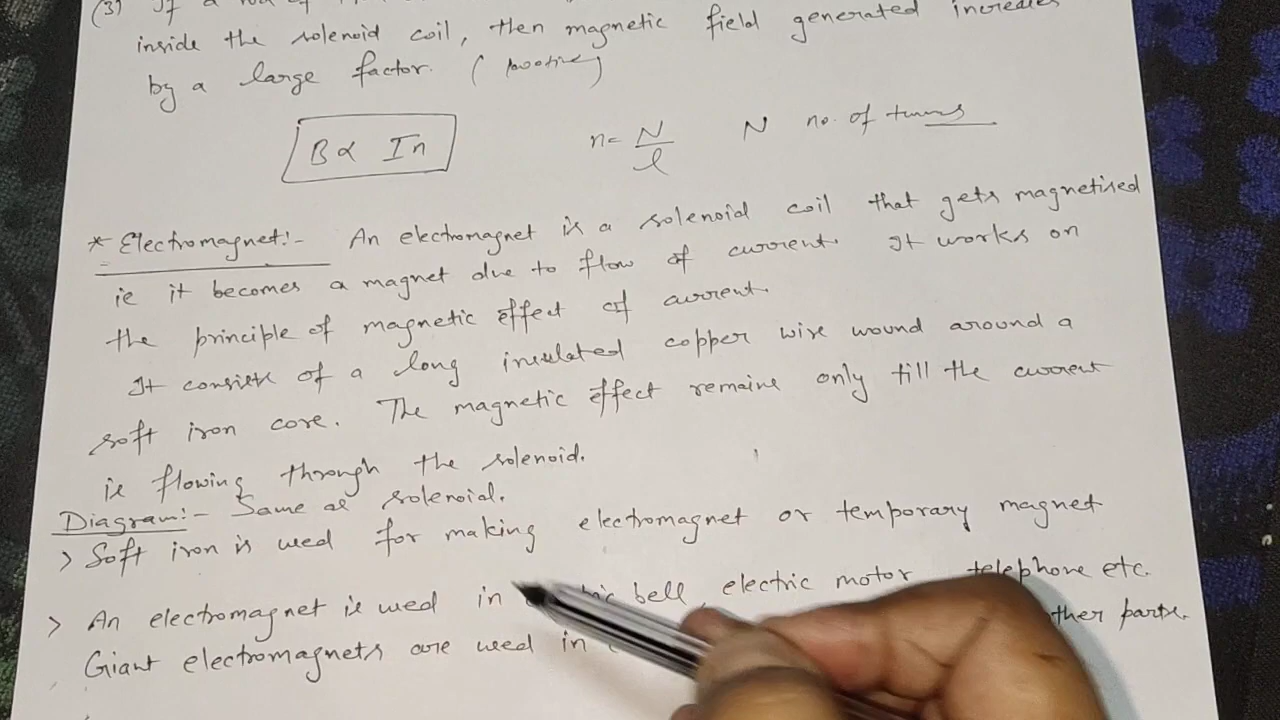 (3) If a rod of
inside the solenoid coil, then magnetic field generated increases
by a large factor.
B ∝ In n = N/l N no. of turns
* Electromagnet:- An electromagnet is a solenoid coil that gets magnetised
ie it becomes a magnet due to flow of current. It works on
the principle of magnetic effect of current.
It consists of a long insulated copper wire wound around a
soft iron core. The magnetic effect remains only till the current
is flowing through the solenoid.
Diagram:- Same as solenoid.
> Soft iron is used for making electromagnet or temporary magnet
> An electromagnet is used in bell electric motor telephone etc.
Giant electromagnets are used in ther parts.